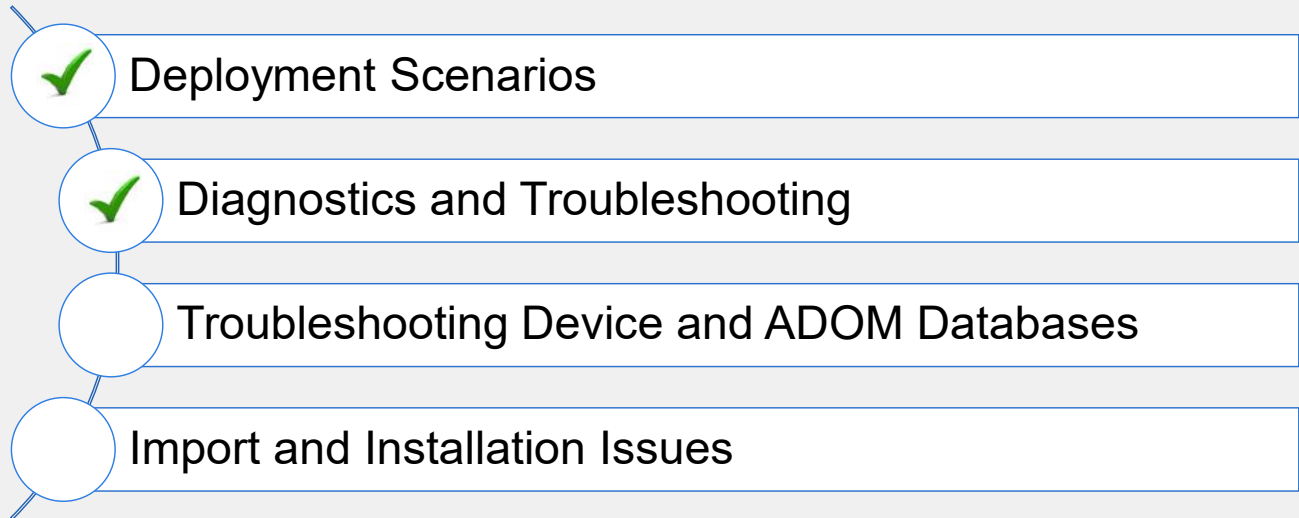 Deployment Scenarios
Diagnostics and Troubleshooting
Troubleshooting Device and ADOM Databases
Import and Installation Issues